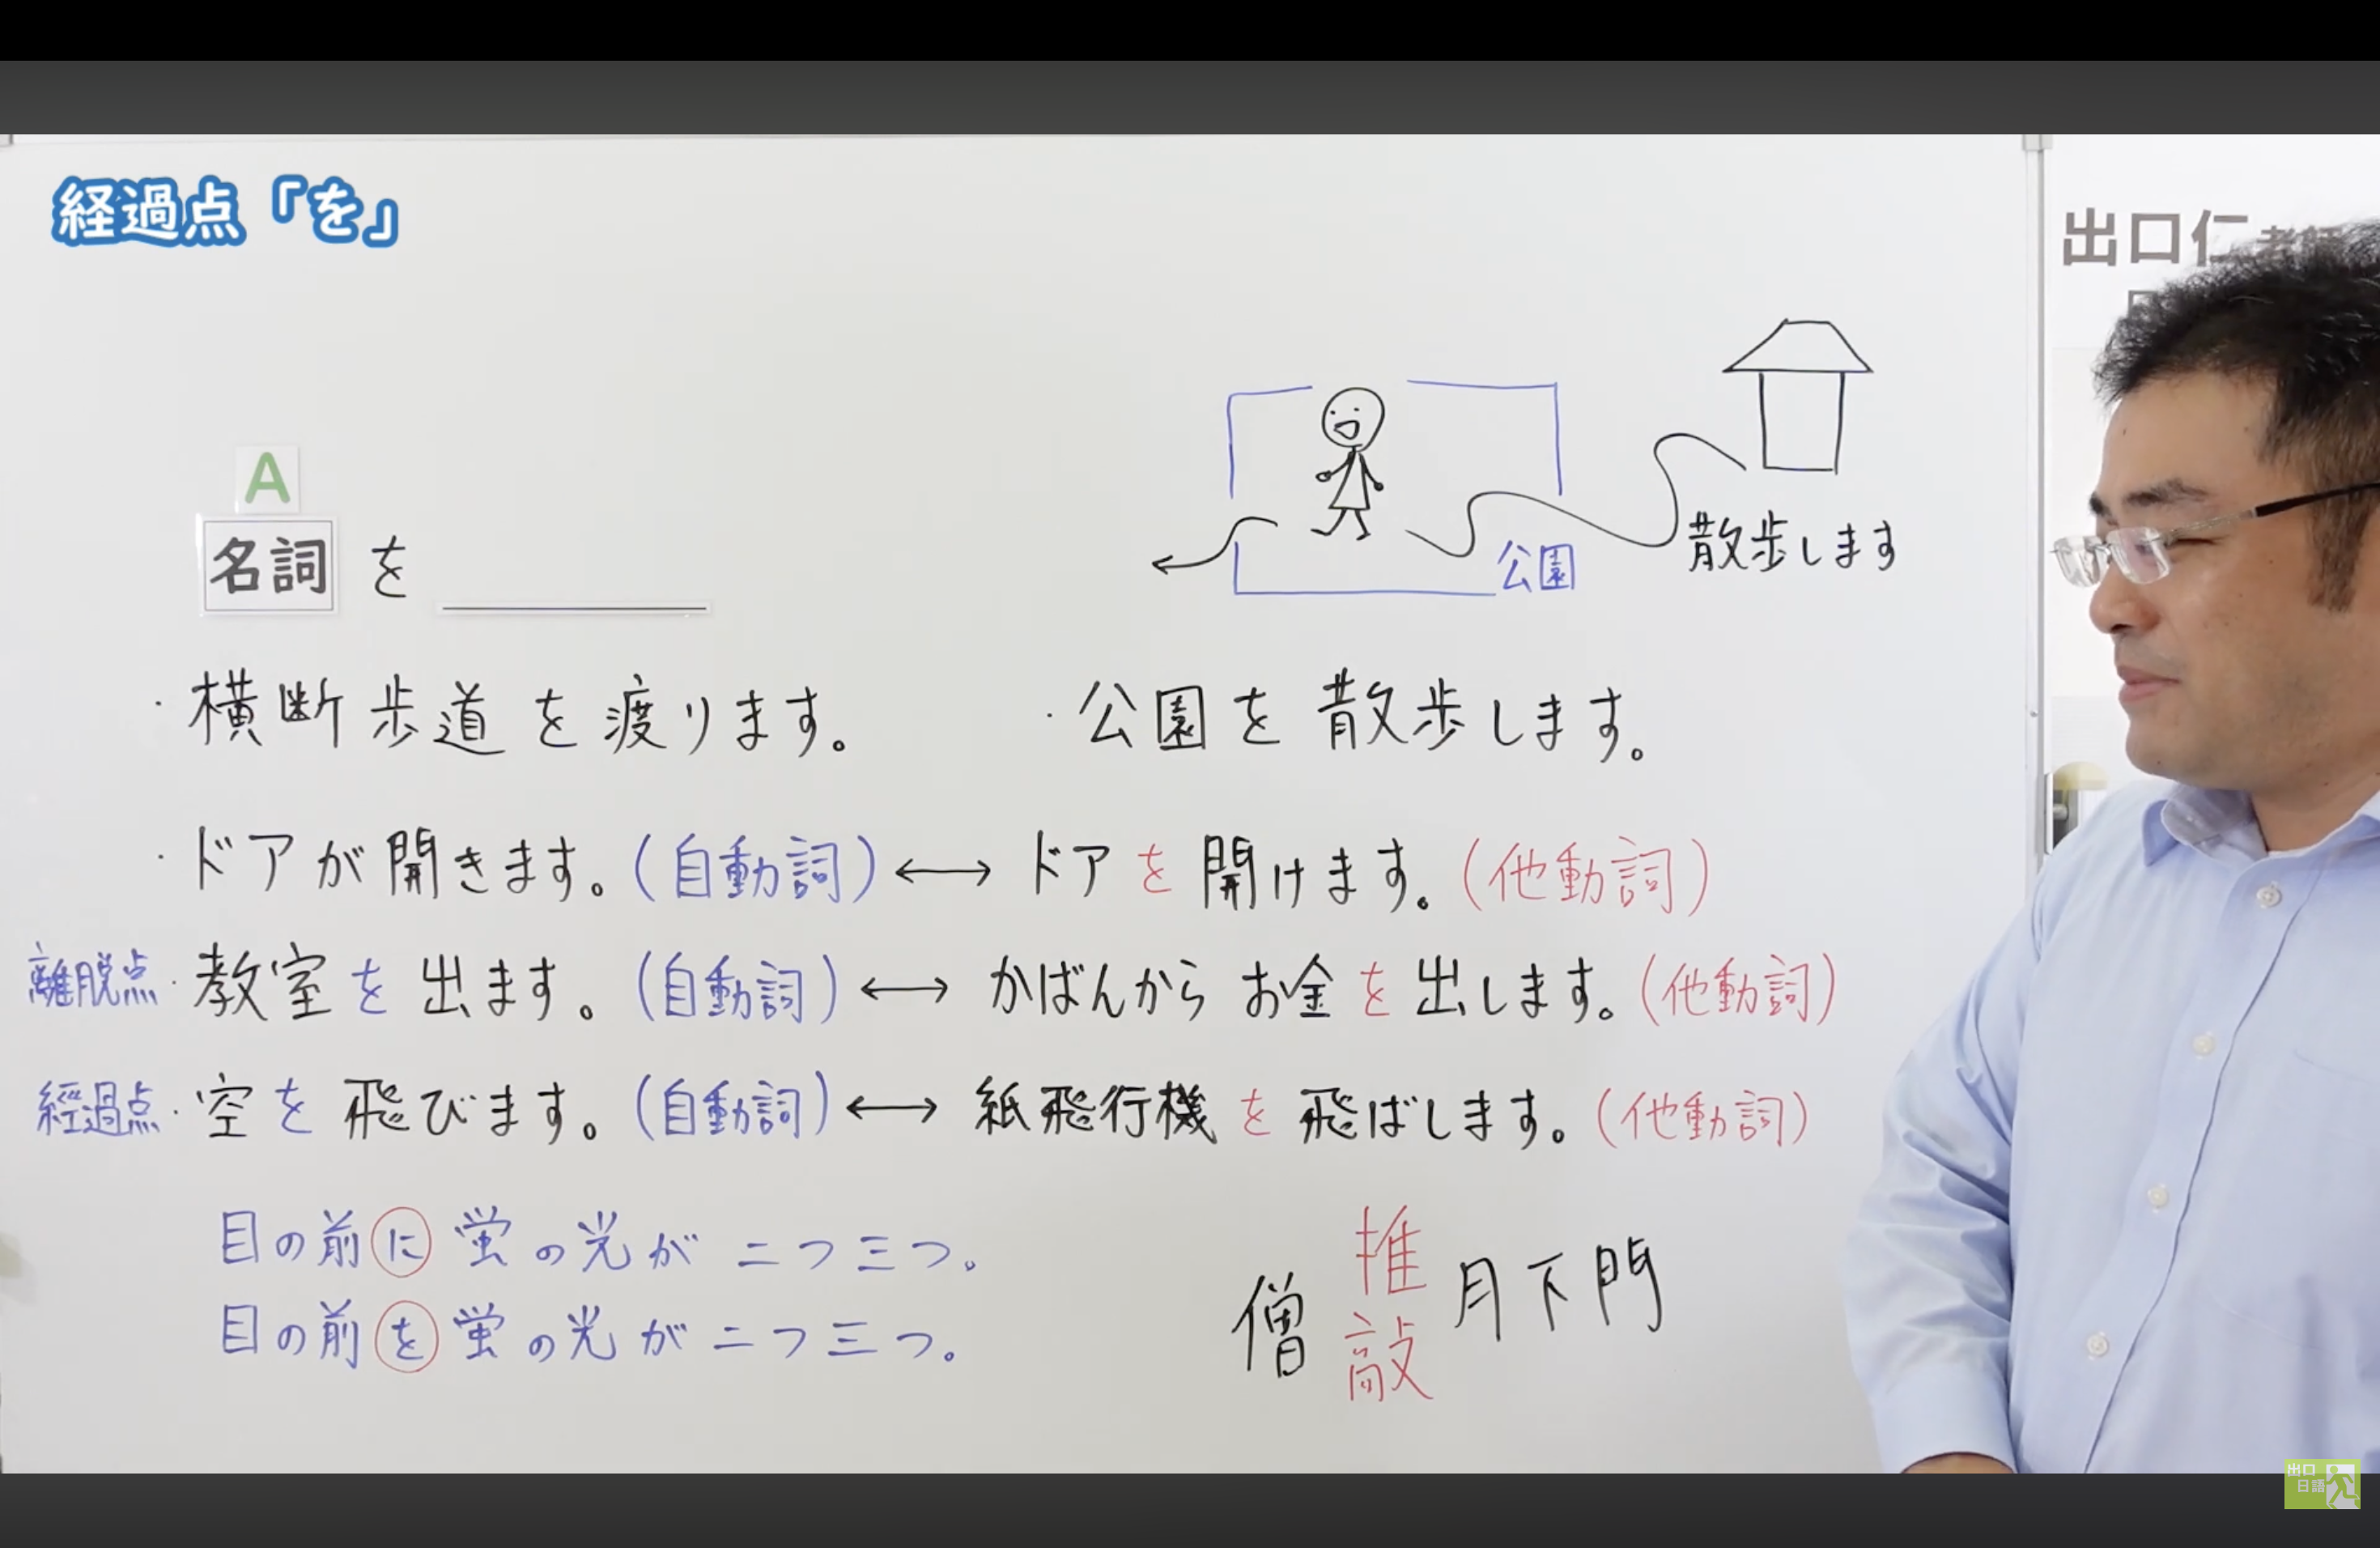 経過点「を」
出口仁老師
A
名詞 を
散歩します
公園
・横断歩道を渡ります。
・公園を散歩します。
・ドアが開きます。(自動詞)⟷ドアを開けます。(他動詞)
離脱点・教室を出ます。(自動詞)⟷かばんからお金を出します。(他動詞)
經過点・空を飛びます。(自動詞)⟷紙飛行機を飛ばします。(他動詞)
目の前に蛍の光が二つ三つ。
目の前を蛍の光が二つ三つ。
僧 推 敲 月下門
出口
日語